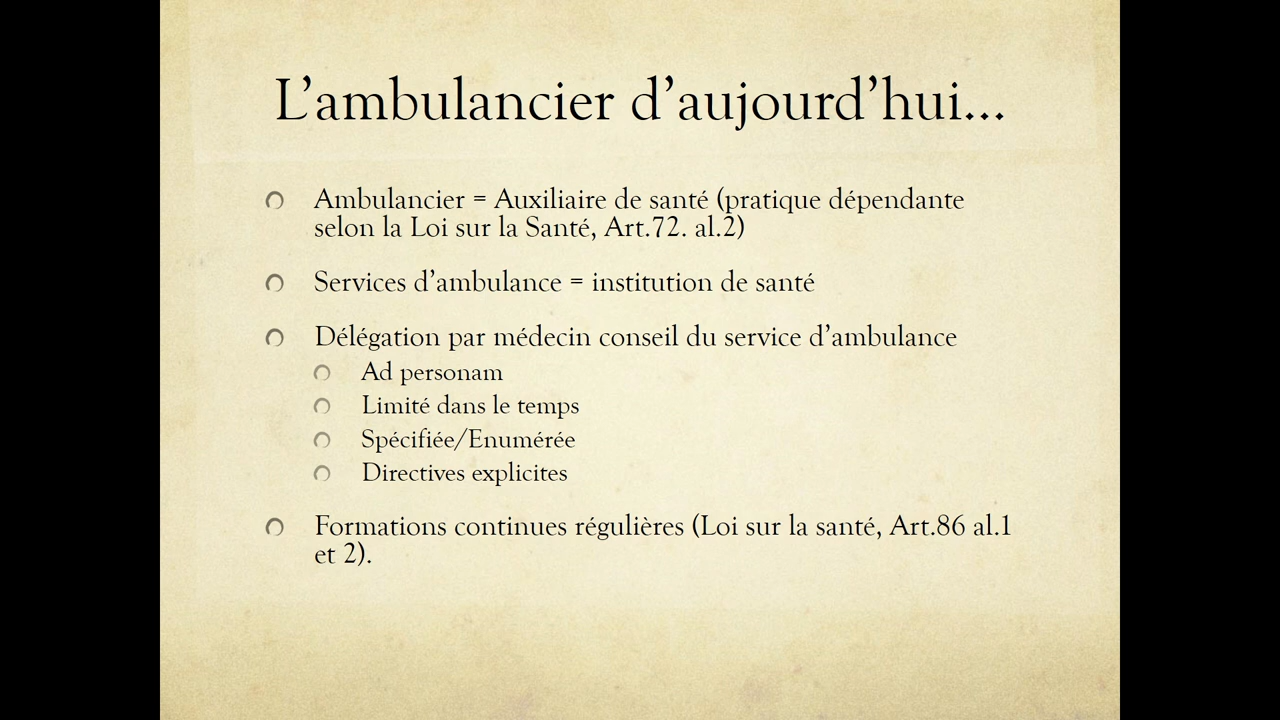 L’ambulancier d’aujourd’hui...
Ambulancier = Auxiliaire de santé (pratique dépendante
selon la Loi sur la Santé, Art.72. al.2)
Services d’ambulance = institution de santé
Délégation par médecin conseil du service d’ambulance
Ad personam
Limité dans le temps
Spécifiée/Enumérée
Directives explicites
Formations continues régulières (Loi sur la santé, Art.86 al.1
et 2).